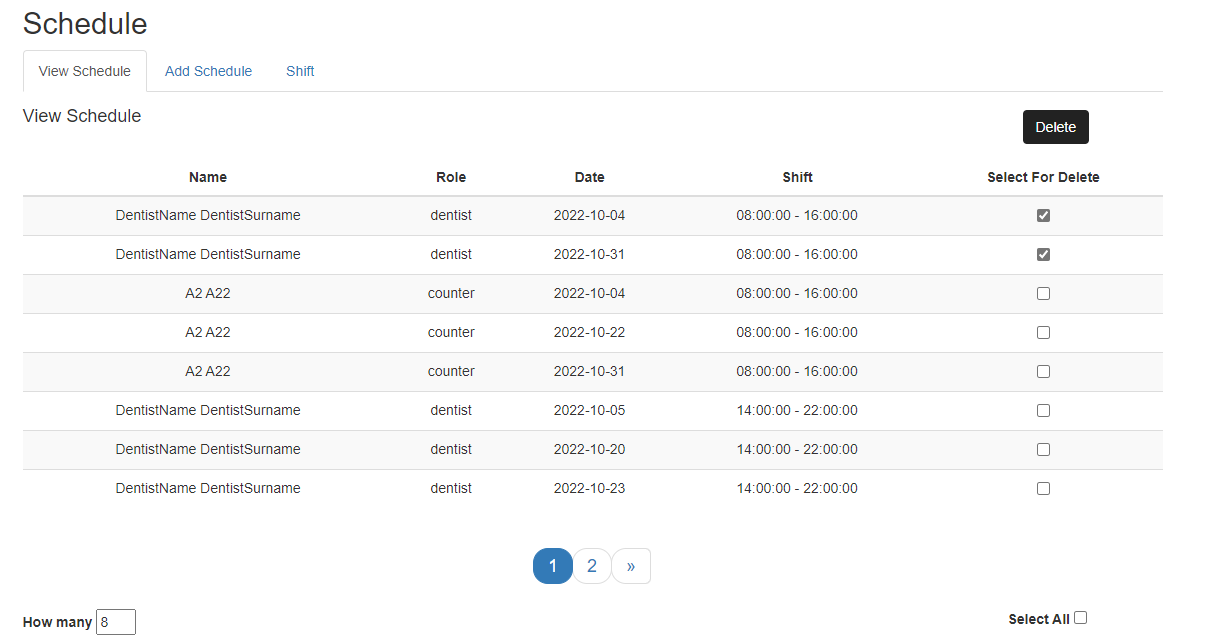 Schedule
View Schedule Add Schedule Shift
View Schedule
Delete
Name Role Date Shift Select For Delete
DentistName DentistSurname dentist 2022-10-04 08:00:00 - 16:00:00
DentistName DentistSurname dentist 2022-10-31 08:00:00 - 16:00:00
A2 A22 counter 2022-10-04 08:00:00 - 16:00:00
A2 A22 counter 2022-10-22 08:00:00 - 16:00:00
A2 A22 counter 2022-10-31 08:00:00 - 16:00:00
DentistName DentistSurname dentist 2022-10-05 14:00:00 - 22:00:00
DentistName DentistSurname dentist 2022-10-20 14:00:00 - 22:00:00
DentistName DentistSurname dentist 2022-10-23 14:00:00 - 22:00:00
1 2 »
How many 8 Select All